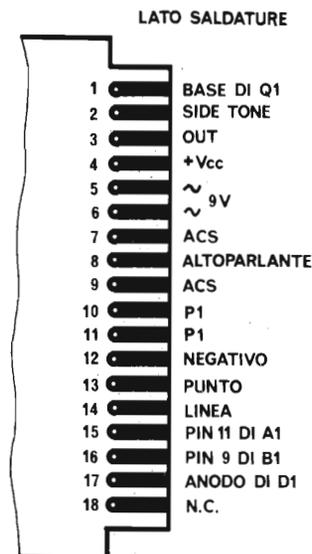 LATO SALDATURE
1 BASE DI Q1
2 SIDE TONE
3 OUT
4 +Vcc
5 ~
9V
6 ~
7 ACS
8 ALTOPARLANTE
9 ACS
10 P1
11 P1
12 NEGATIVO
13 PUNTO
14 LINEA
15 PIN 11 DI A1
16 PIN 9 DI B1
17 ANODO DI D1
18 N.C.